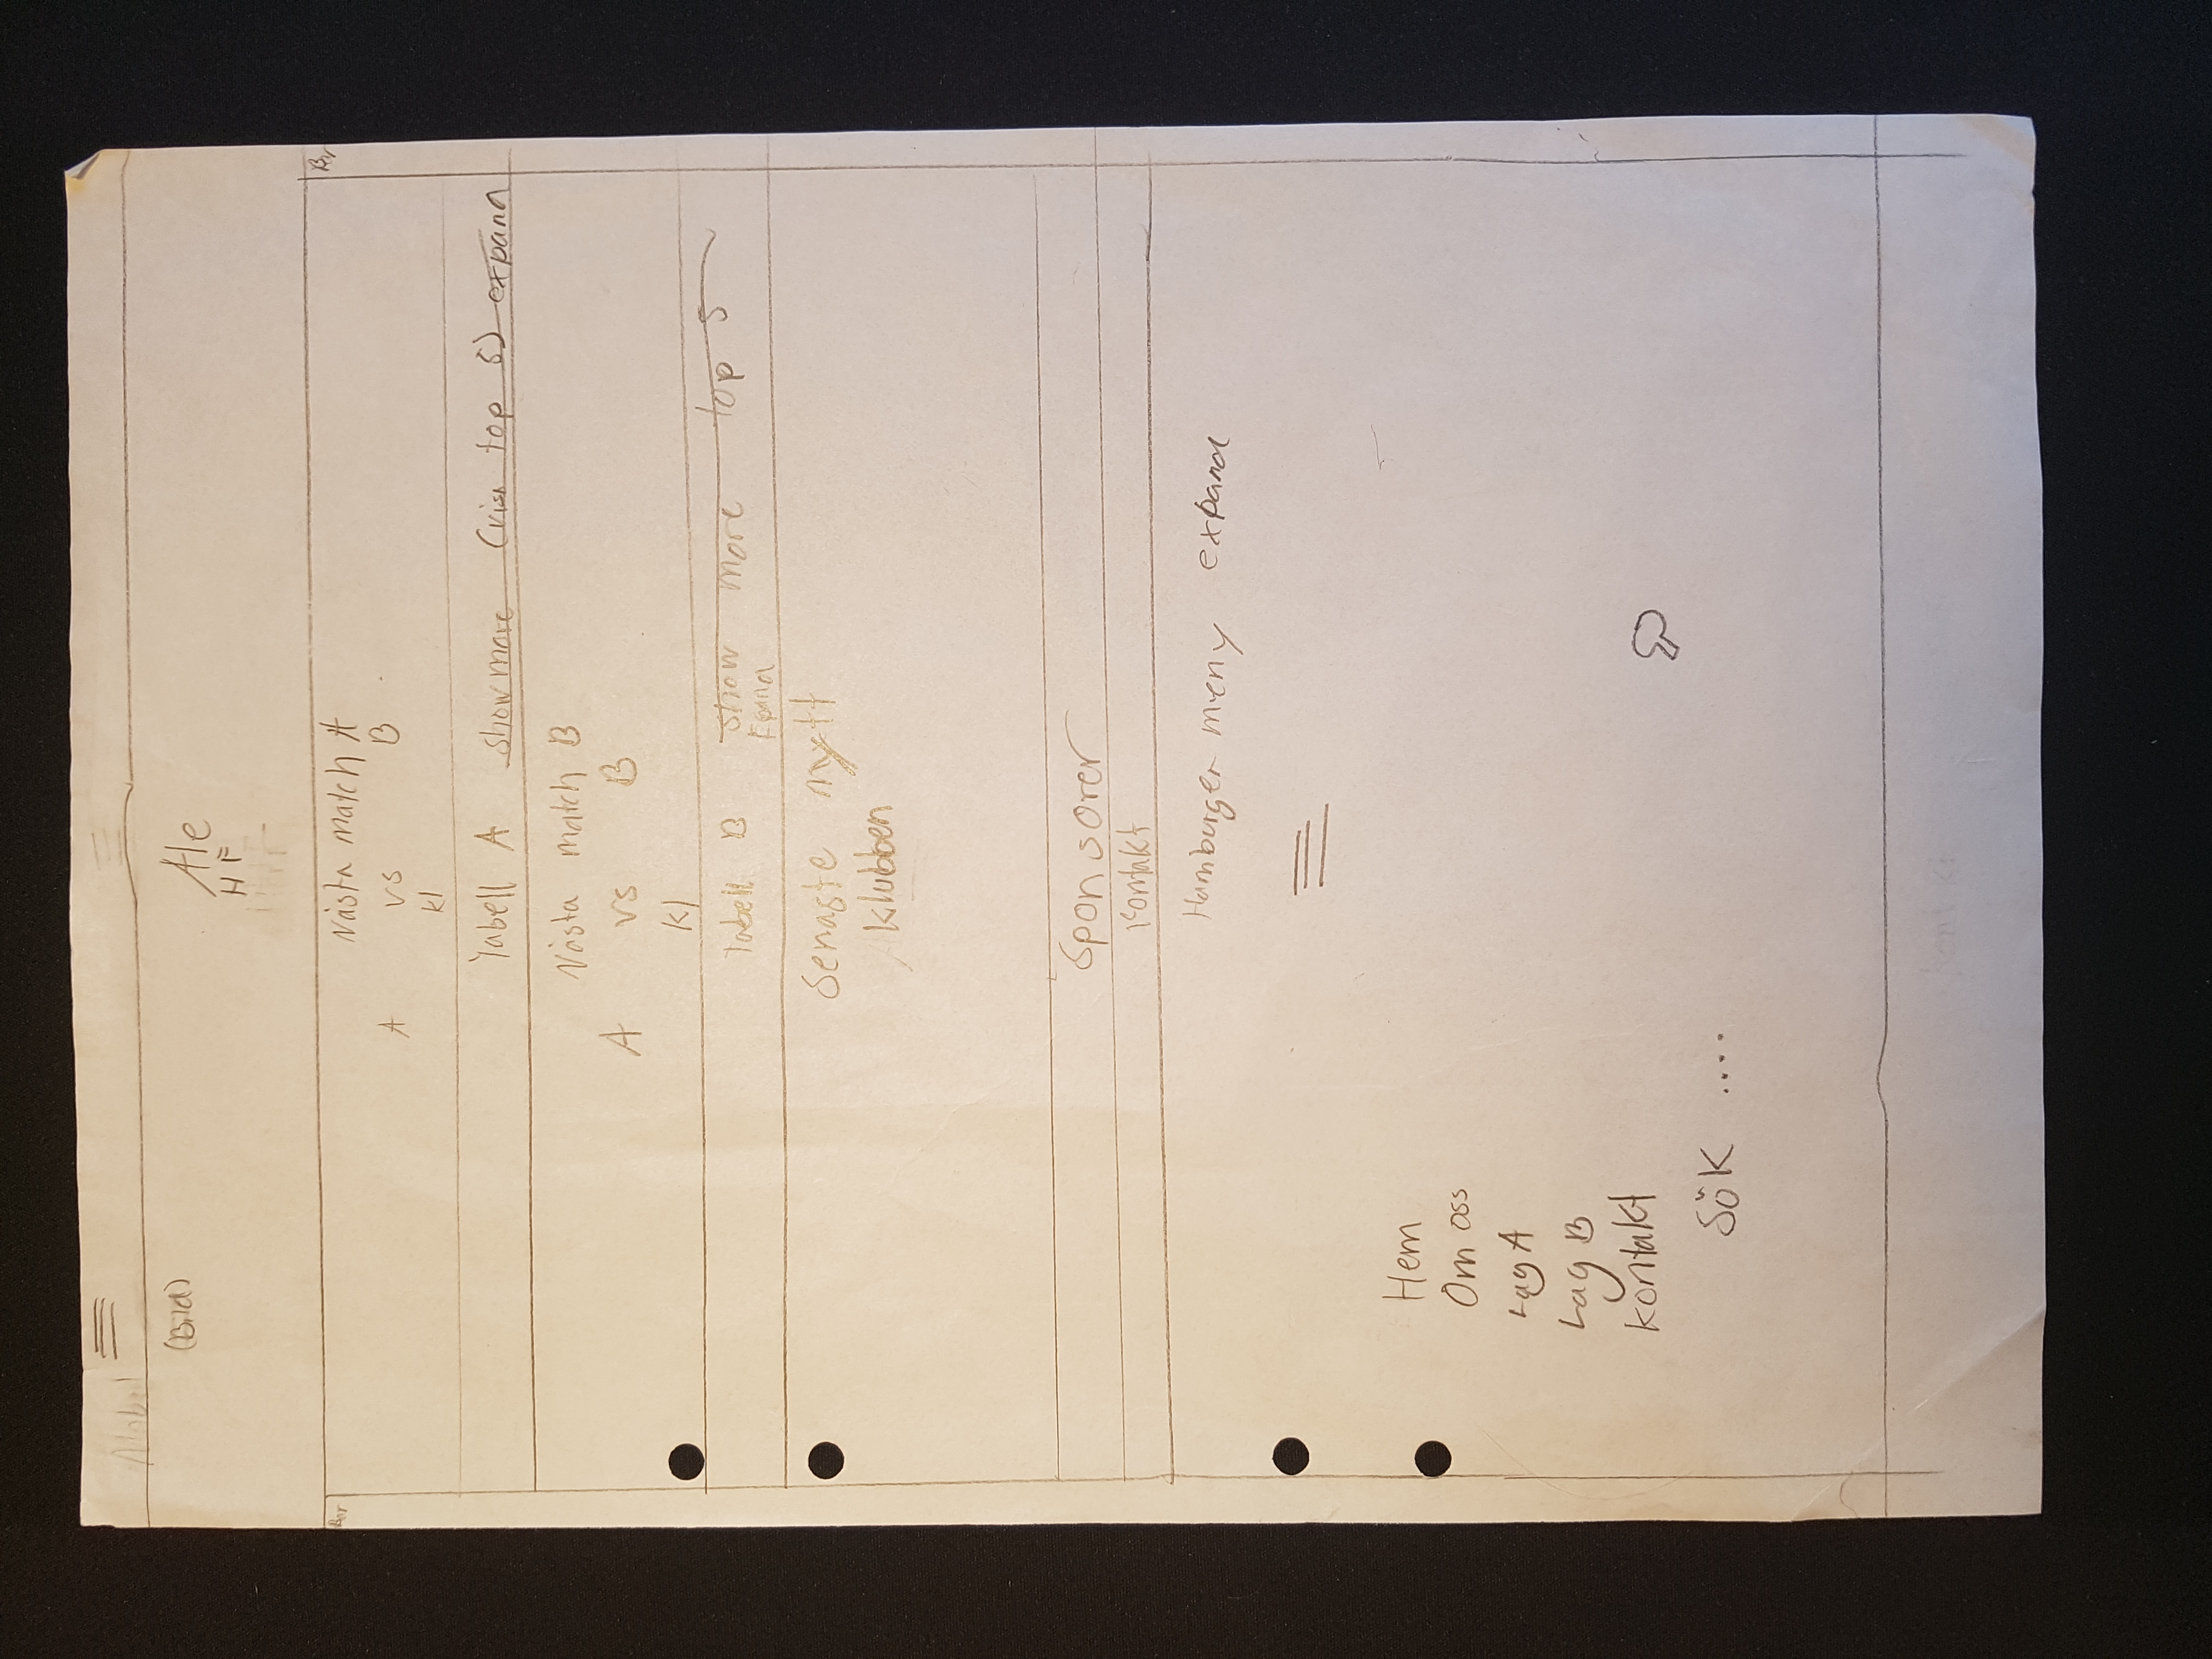 Mobil
(Bild)
Ale
HF
HHF
Bar
Bar
Nästa match A
A vs B
kl
Tabell A show more (visa top 5) expand
Nästa match B
A vs B
kl
Tabell B show more top 5
Senaste nytt
Klubben
Sponsorer
Kontakt
Hamburger meny expand
Hem
Om oss
Lag A
Lag B
Kontakt
Sök ....
Kontakt